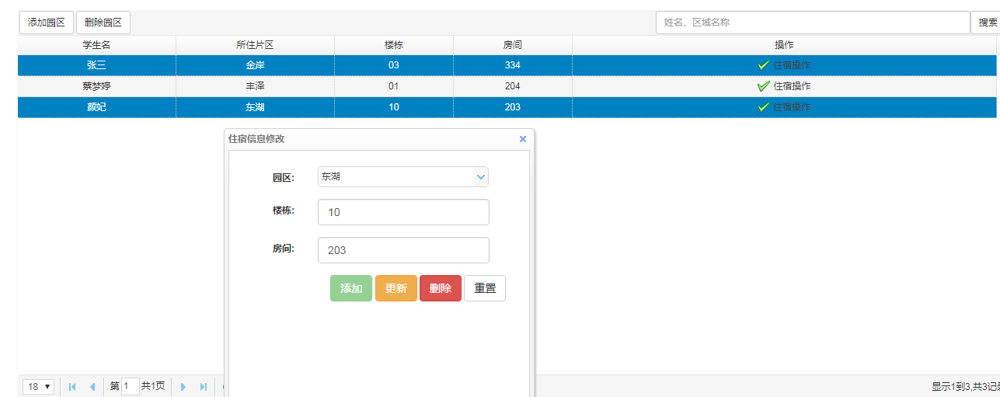 添加园区 删除园区 姓名、区域名称 搜索
学生名 所住片区 楼栋 房间 操作
张三 金岸 03 334 住宿操作
蔡梦婷 丰泽 01 204 住宿操作
颜妃 东湖 10 203 住宿操作
住宿信息修改 ×
园区: 东湖
楼栋: 10
房间: 203
添加 更新 删除 重置
18 第 1 共1页 显示1到3,共3记